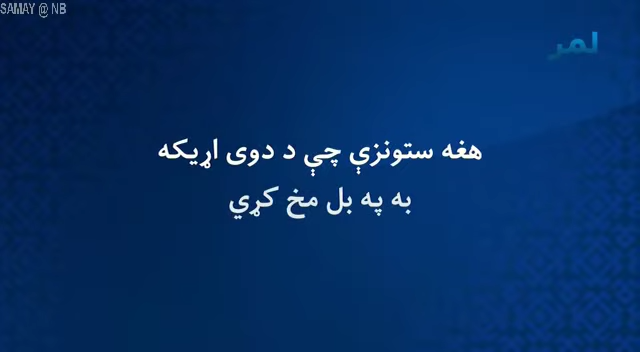 SAMAY @ NB
لمر
هغه ستونزې چې د دوی اړیکه
به په بل مخ کړي